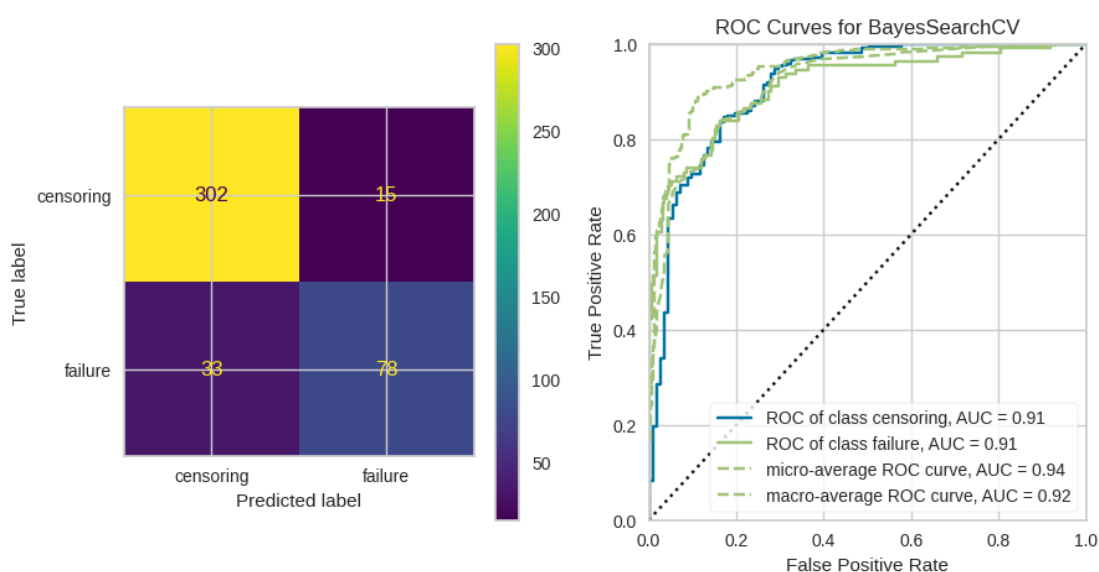 censoring
failure
True label
302
15
33
78
censoring
failure
Predicted label
300
250
200
150
100
50
ROC Curves for BayesSearchCV
1.0
0.8
0.6
0.4
0.2
0.0
True Positive Rate
ROC of class censoring, AUC = 0.91
ROC of class failure, AUC = 0.91
micro-average ROC curve, AUC = 0.94
macro-average ROC curve, AUC = 0.92
0.0
0.2
0.4
0.6
0.8
1.0
False Positive Rate